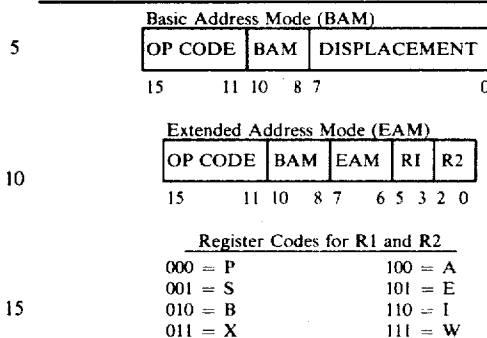 Basic Address Mode (BAM)
5
OP CODE BAM DISPLACEMENT
15 11 10 8 7 0
Extended Address Mode (EAM)
OP CODE BAM EAM R1 R2
10
15 11 10 8 7 6 5 3 2 0
Register Codes for R1 and R2
000 = P 100 = A
001 = S 101 = E
010 = B 110 = I
15
011 = X 111 = W